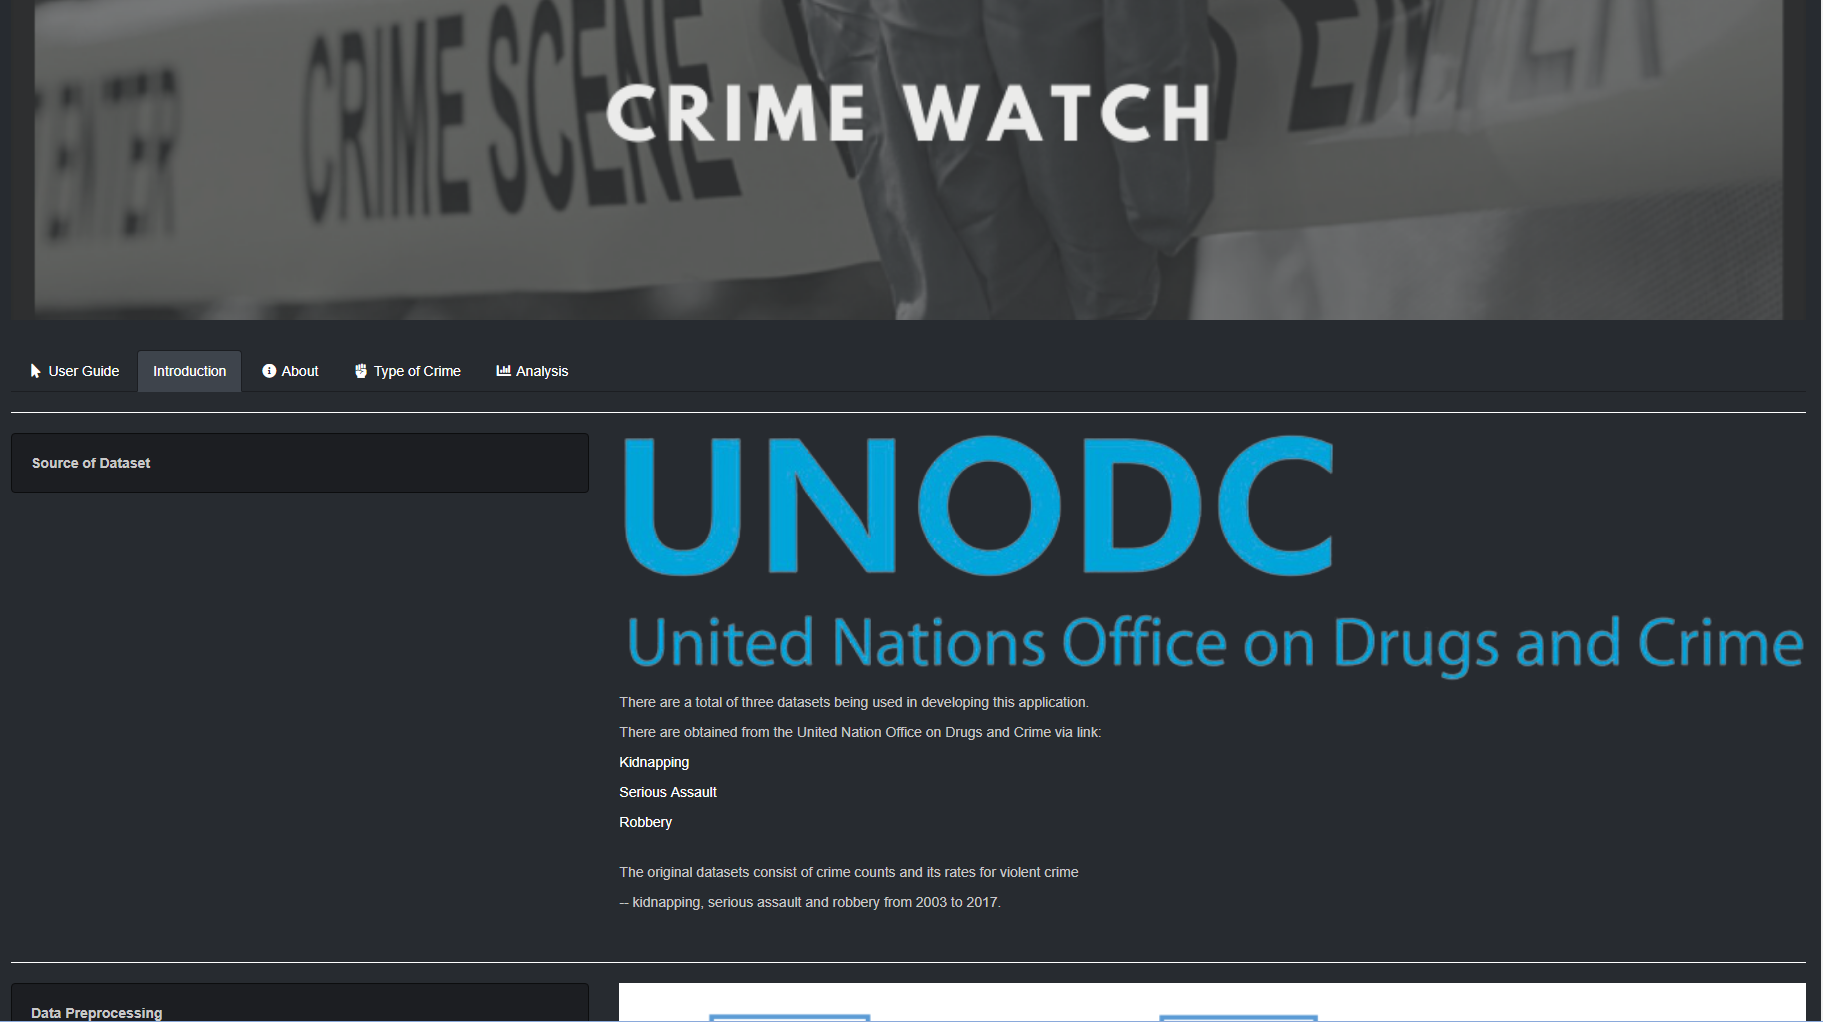 ENTER
CRIME SCENE
ENTER
CRIME WATCH
User Guide
Introduction
About
Type of Crime
Analysis
Source of Dataset
UNODC
United Nations Office on Drugs and Crime
There are a total of three datasets being used in developing this application.
There are obtained from the United Nation Office on Drugs and Crime via link:
Kidnapping
Serious Assault
Robbery
The original datasets consist of crime counts and its rates for violent crime
-- kidnapping, serious assault and robbery from 2003 to 2017.
Data Preprocessing